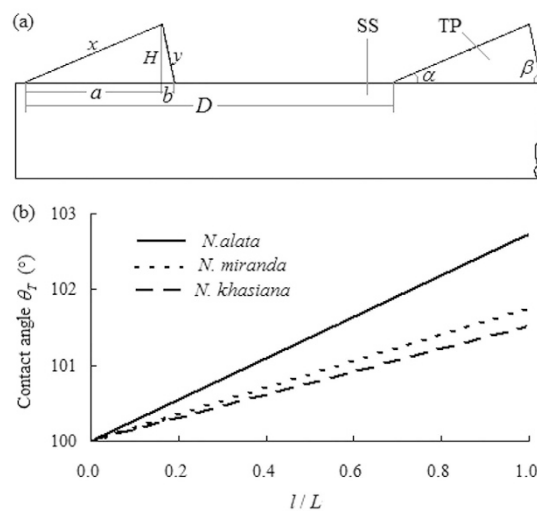 (a)
SS
TP
x
H
y
α
β
a
b
D
(b)
103
102
101
100
Contact angle θT (°)
N.alata
N. miranda
N. khasiana
0.0
0.2
0.4
0.6
0.8
1.0
l / L